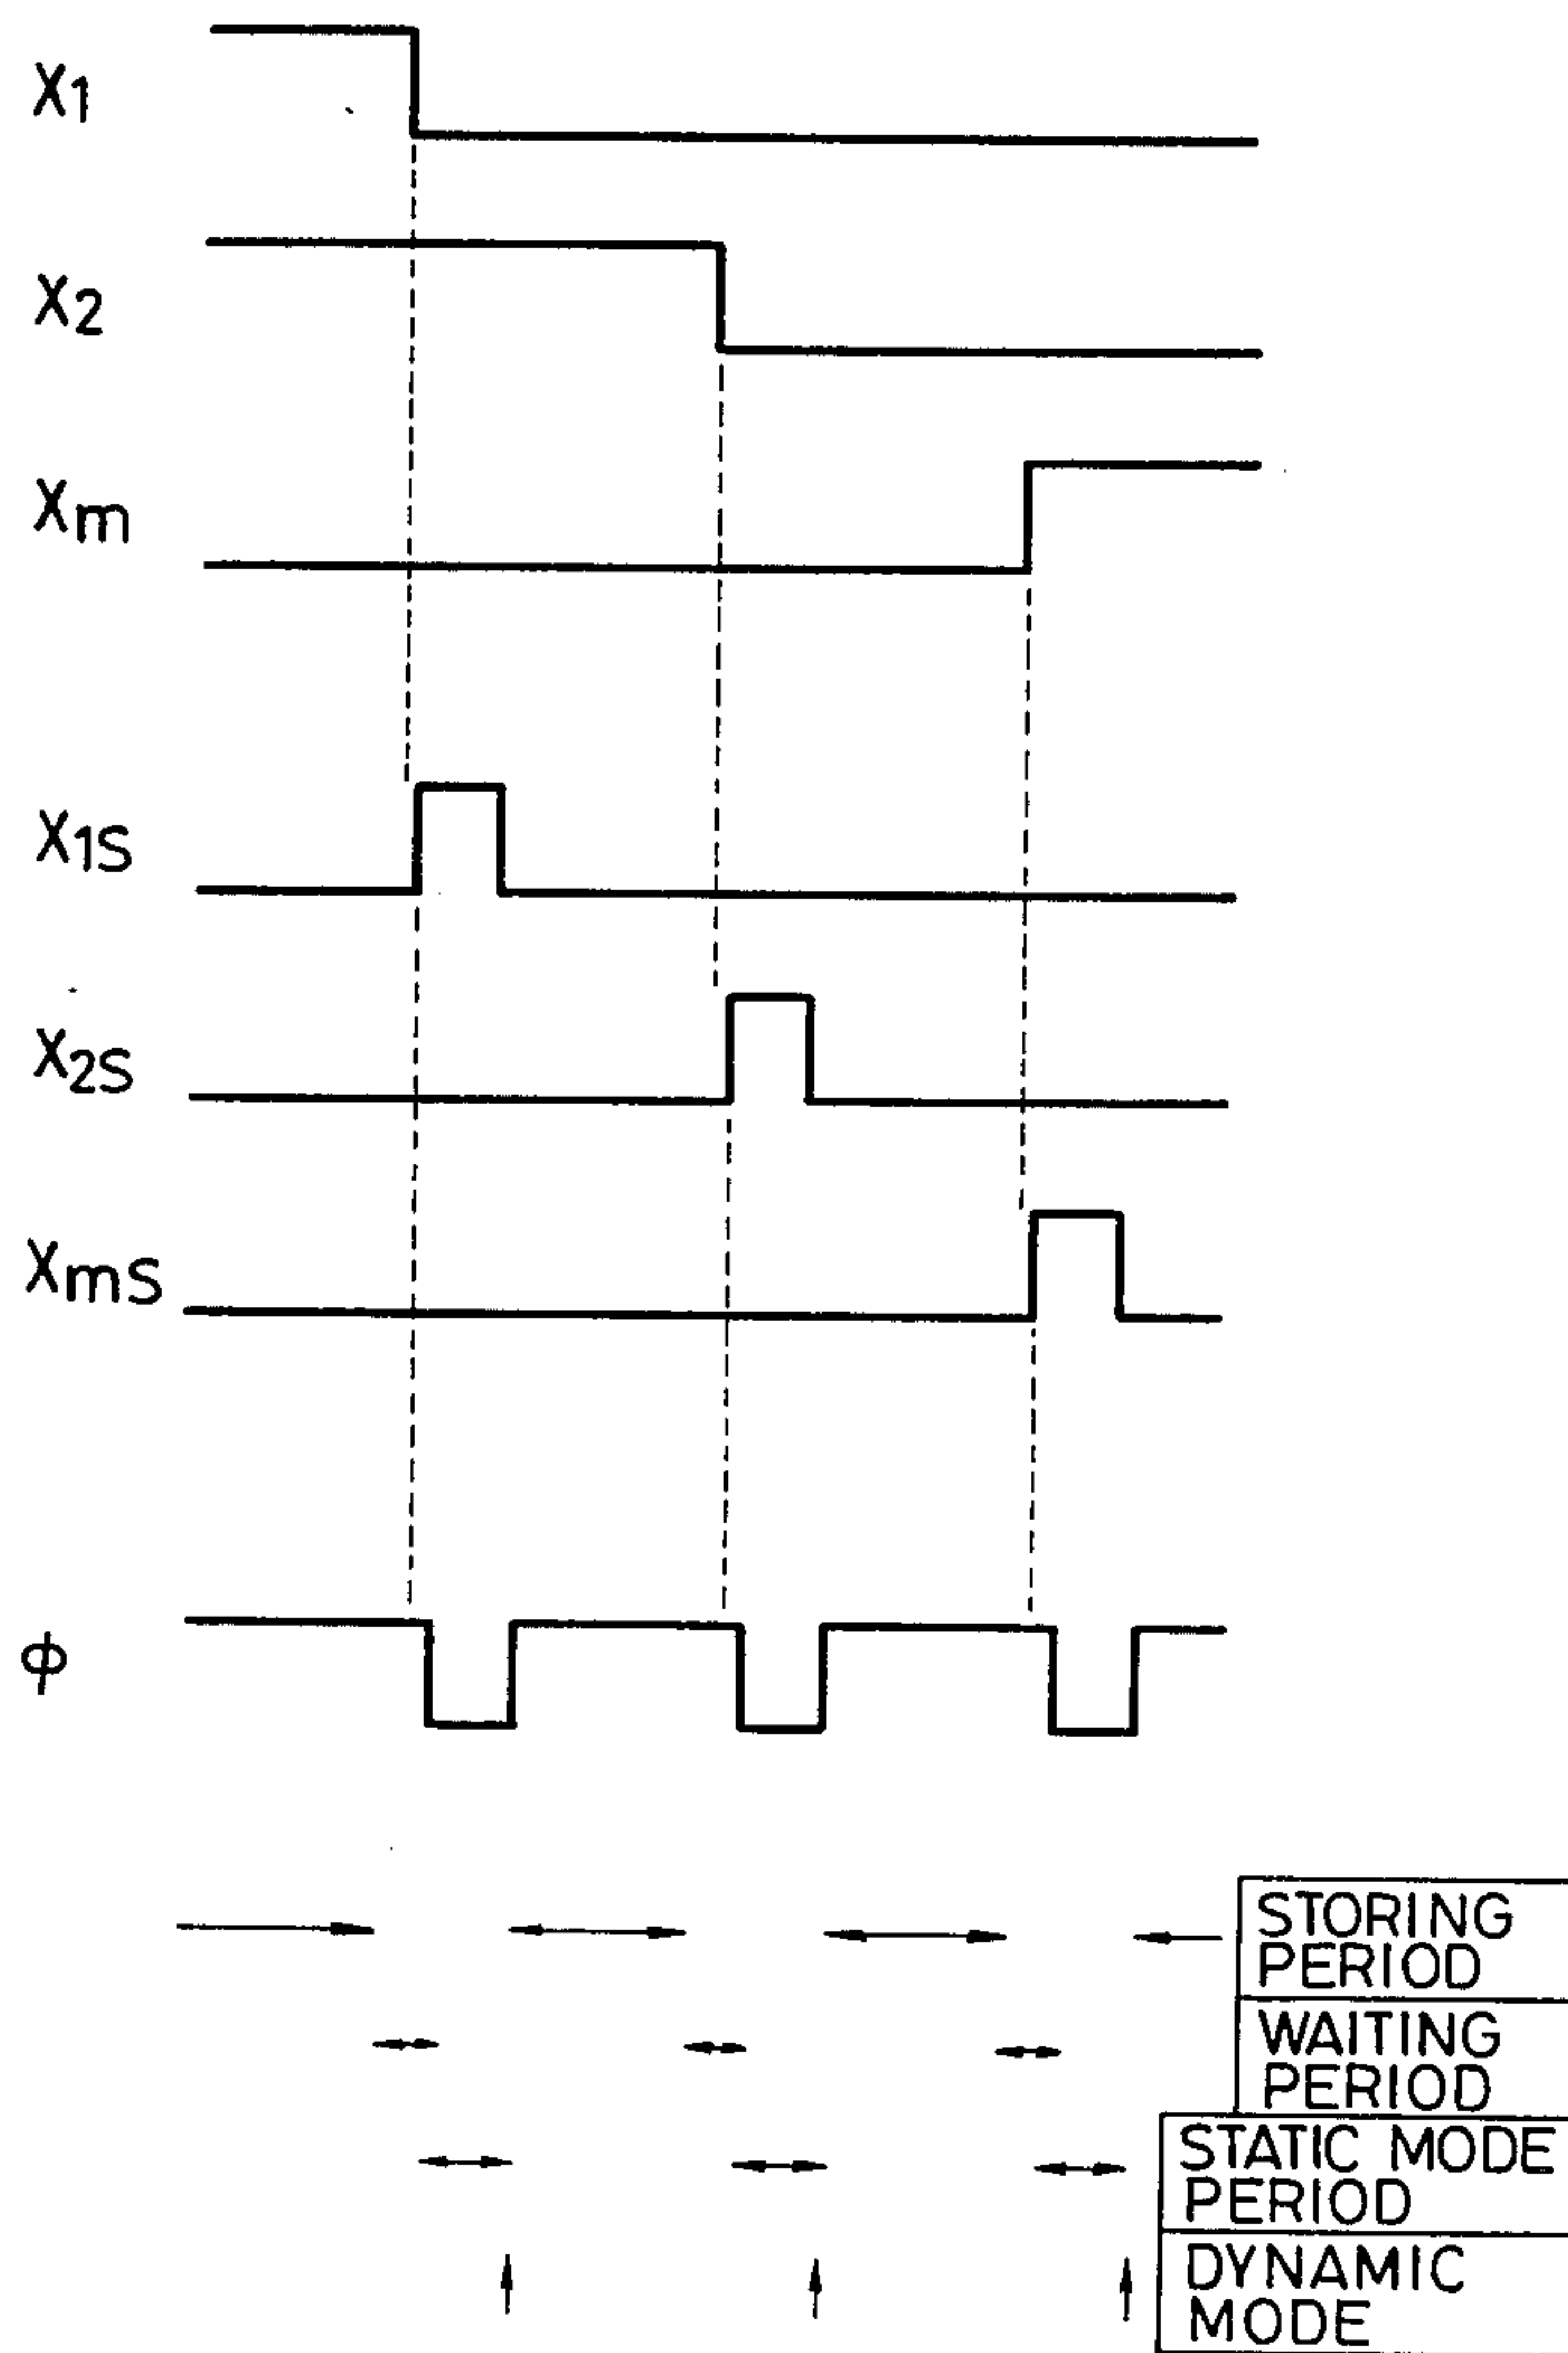 X1
X2
Xm
X1S
X2S
XmS
ϕ
STORING
PERIOD
WAITING
PERIOD
STATIC MODE
PERIOD
DYNAMIC
MODE